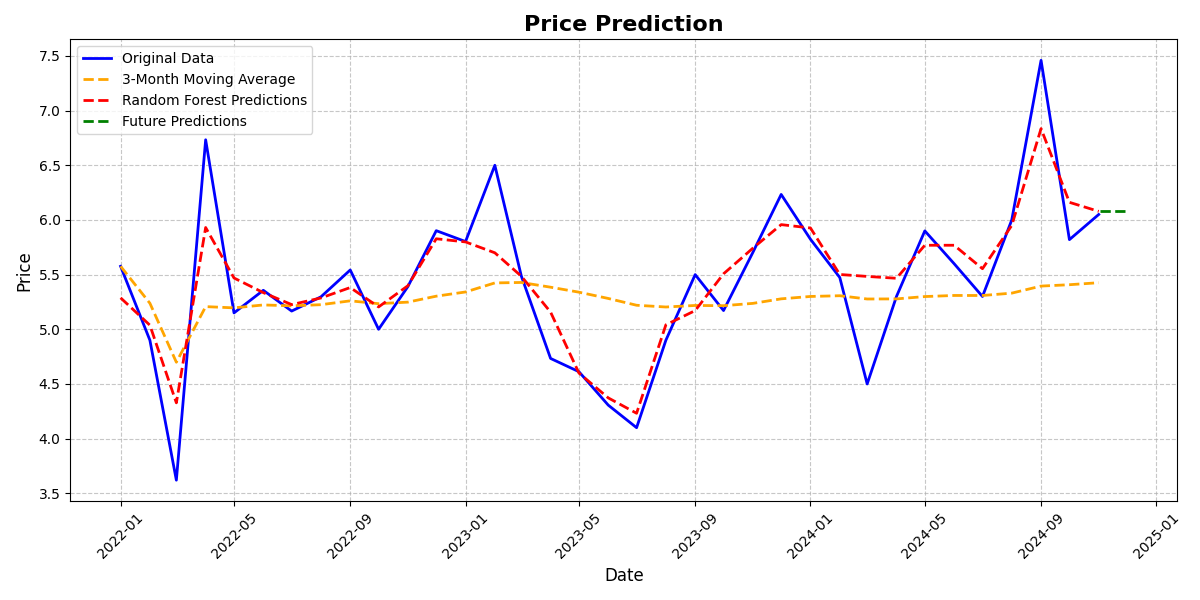 Price Prediction
Original Data
3-Month Moving Average
Random Forest Predictions
Future Predictions
Price
7.5
7.0
6.5
6.0
5.5
5.0
4.5
4.0
3.5
2022-01
2022-05
2022-09
2023-01
2023-05
2023-09
2024-01
2024-05
2024-09
2025-01
Date